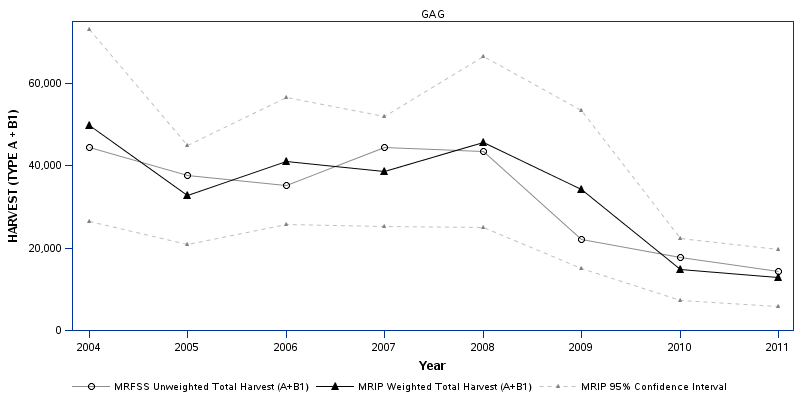 GAG
60,000
40,000
20,000
0
HARVEST (TYPE A + B1)
2004 2005 2006 2007 2008 2009 2010 2011
Year
MRFSS Unweighted Total Harvest (A+B1) MRIP Weighted Total Harvest (A+B1) MRIP 95% Confidence Interval